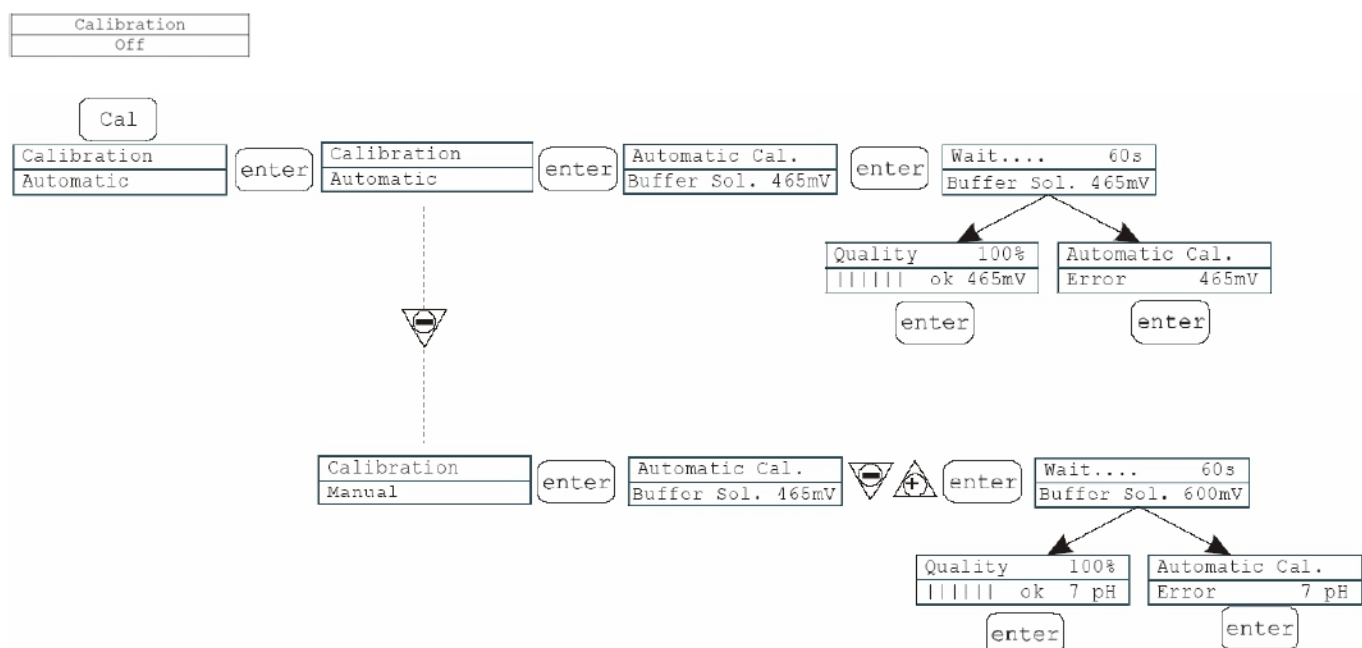 Calibration
Off
Cal
Calibration
Automatic
enter
Calibration
Automatic
enter
Automatic Cal.
Buffer Sol. 465mV
enter
Wait.... 60s
Buffer Sol. 465mV
Quality 100%
|||||| ok 465mV
enter
Automatic Cal.
Error 465mV
enter
Calibration
Manual
enter
Automatic Cal.
Buffer Sol. 465mV
enter
Wait.... 60s
Buffer Sol. 600mV
Quality 100%
|||||| ok 7 pH
enter
Automatic Cal.
Error 7 pH
enter